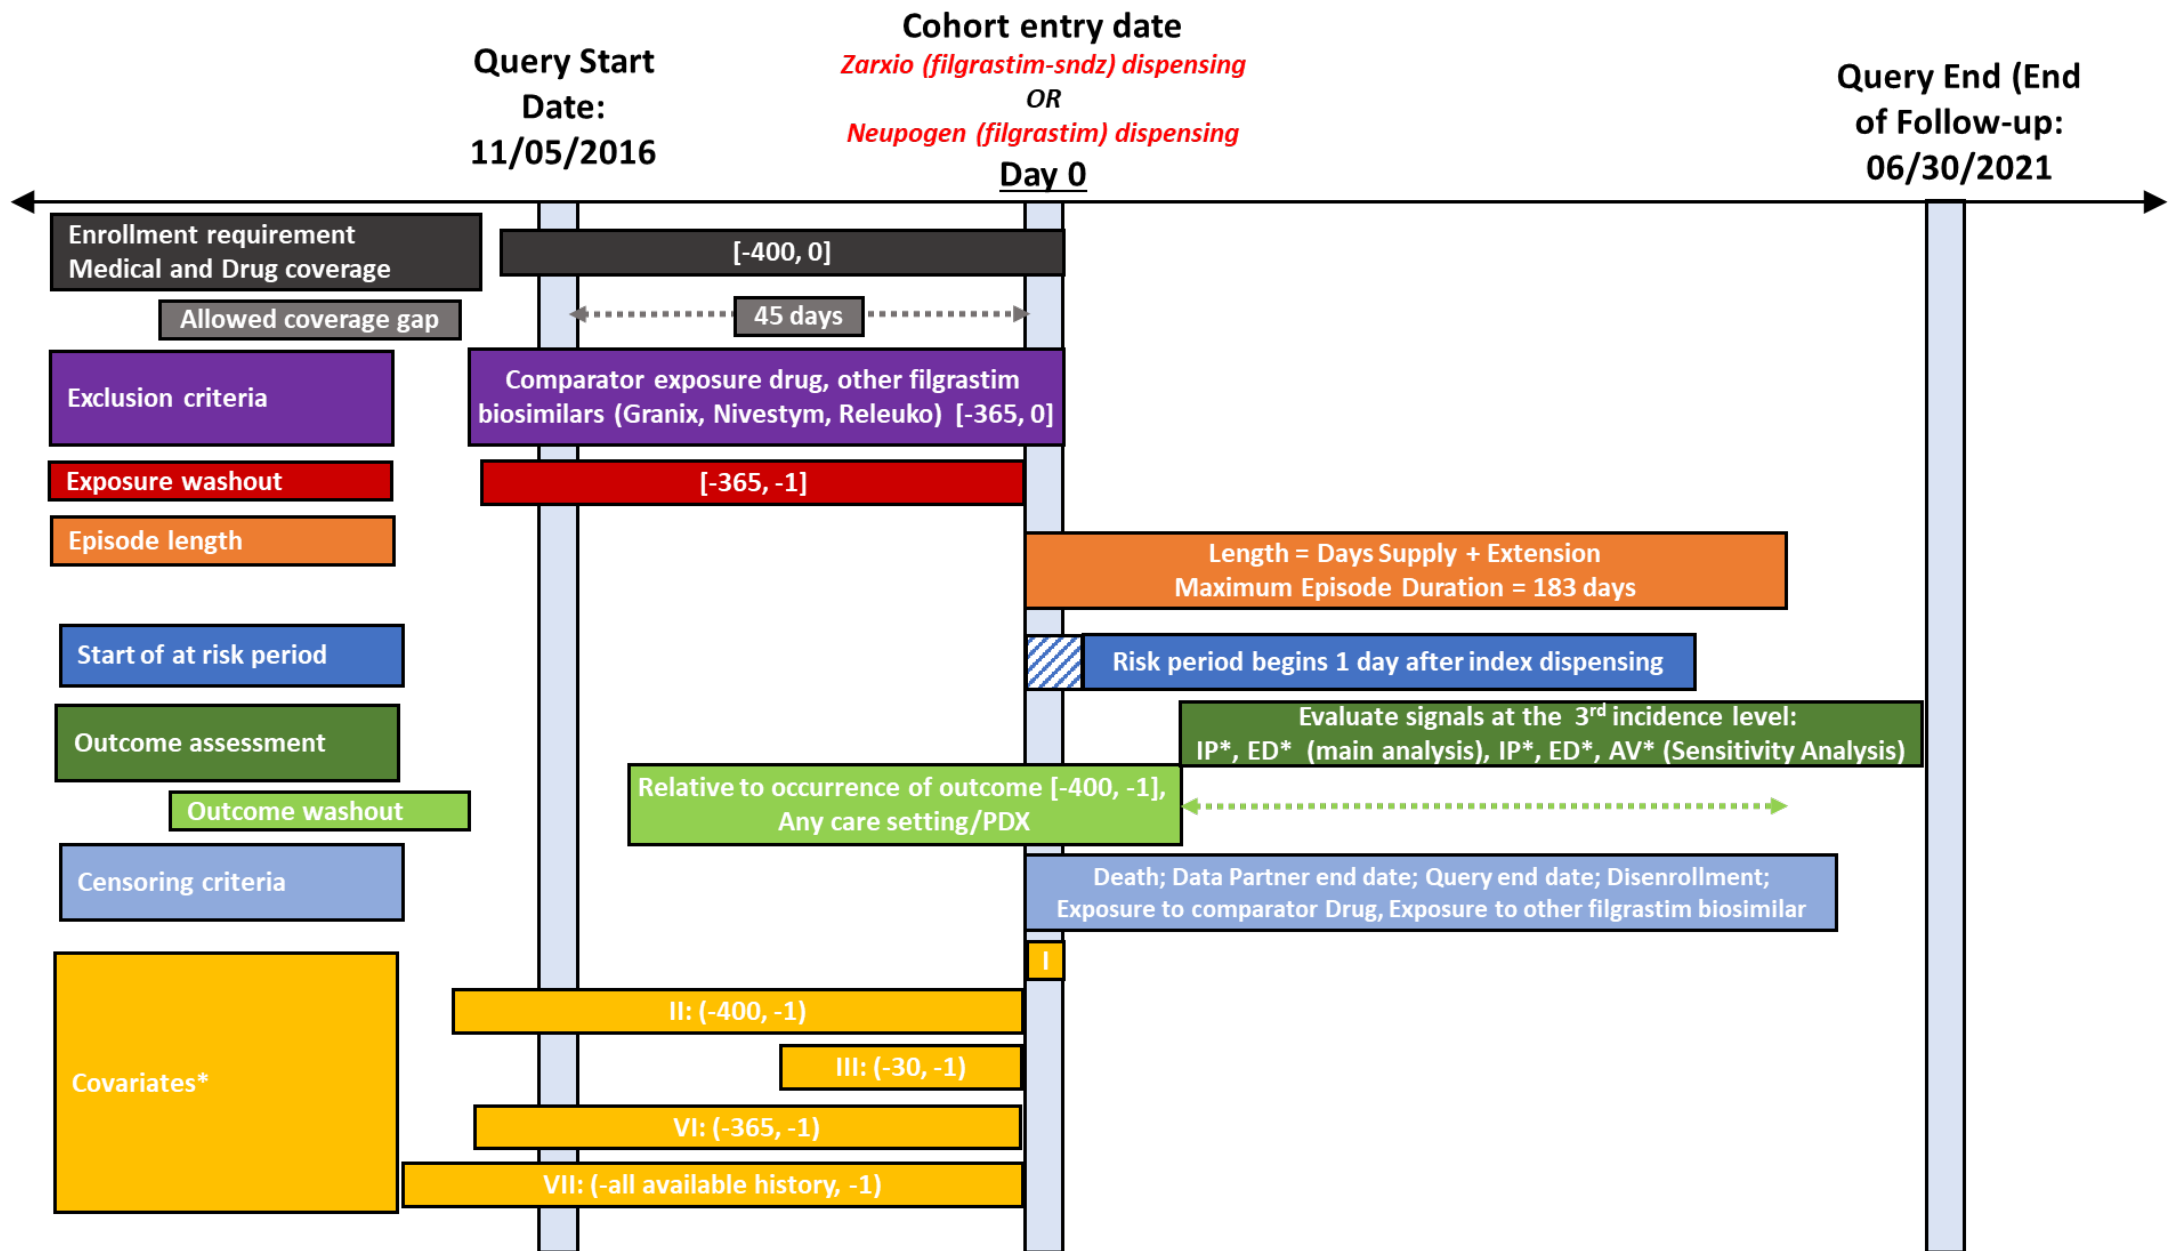 Cohort entry date
Zarxio (filgrastim-sndz) dispensing
OR
Neupogen (filgrastim) dispensing
Day 0
Query Start
Date:
11/05/2016
Query End (End
of Follow-up:
06/30/2021
Enrollment requirement
Medical and Drug coverage
[-400, 0]
Allowed coverage gap
45 days
Exclusion criteria
Comparator exposure drug, other filgrastim
biosimilars (Granix, Nivestym, Releuko) [-365, 0]
Exposure washout
[-365, -1]
Episode length
Length = Days Supply + Extension
Maximum Episode Duration = 183 days
Start of at risk period
Risk period begins 1 day after index dispensing
Outcome assessment
Evaluate signals at the 3rd incidence level:
IP*, ED* (main analysis), IP*, ED*, AV* (Sensitivity Analysis)
Outcome washout
Relative to occurrence of outcome [-400, -1],
Any care setting/PDX
Censoring criteria
Death; Data Partner end date; Query end date; Disenrollment;
Exposure to comparator Drug, Exposure to other filgrastim biosimilar
Covariates*
I
II: (-400, -1)
III: (-30, -1)
VI: (-365, -1)
VII: (-all available history, -1)